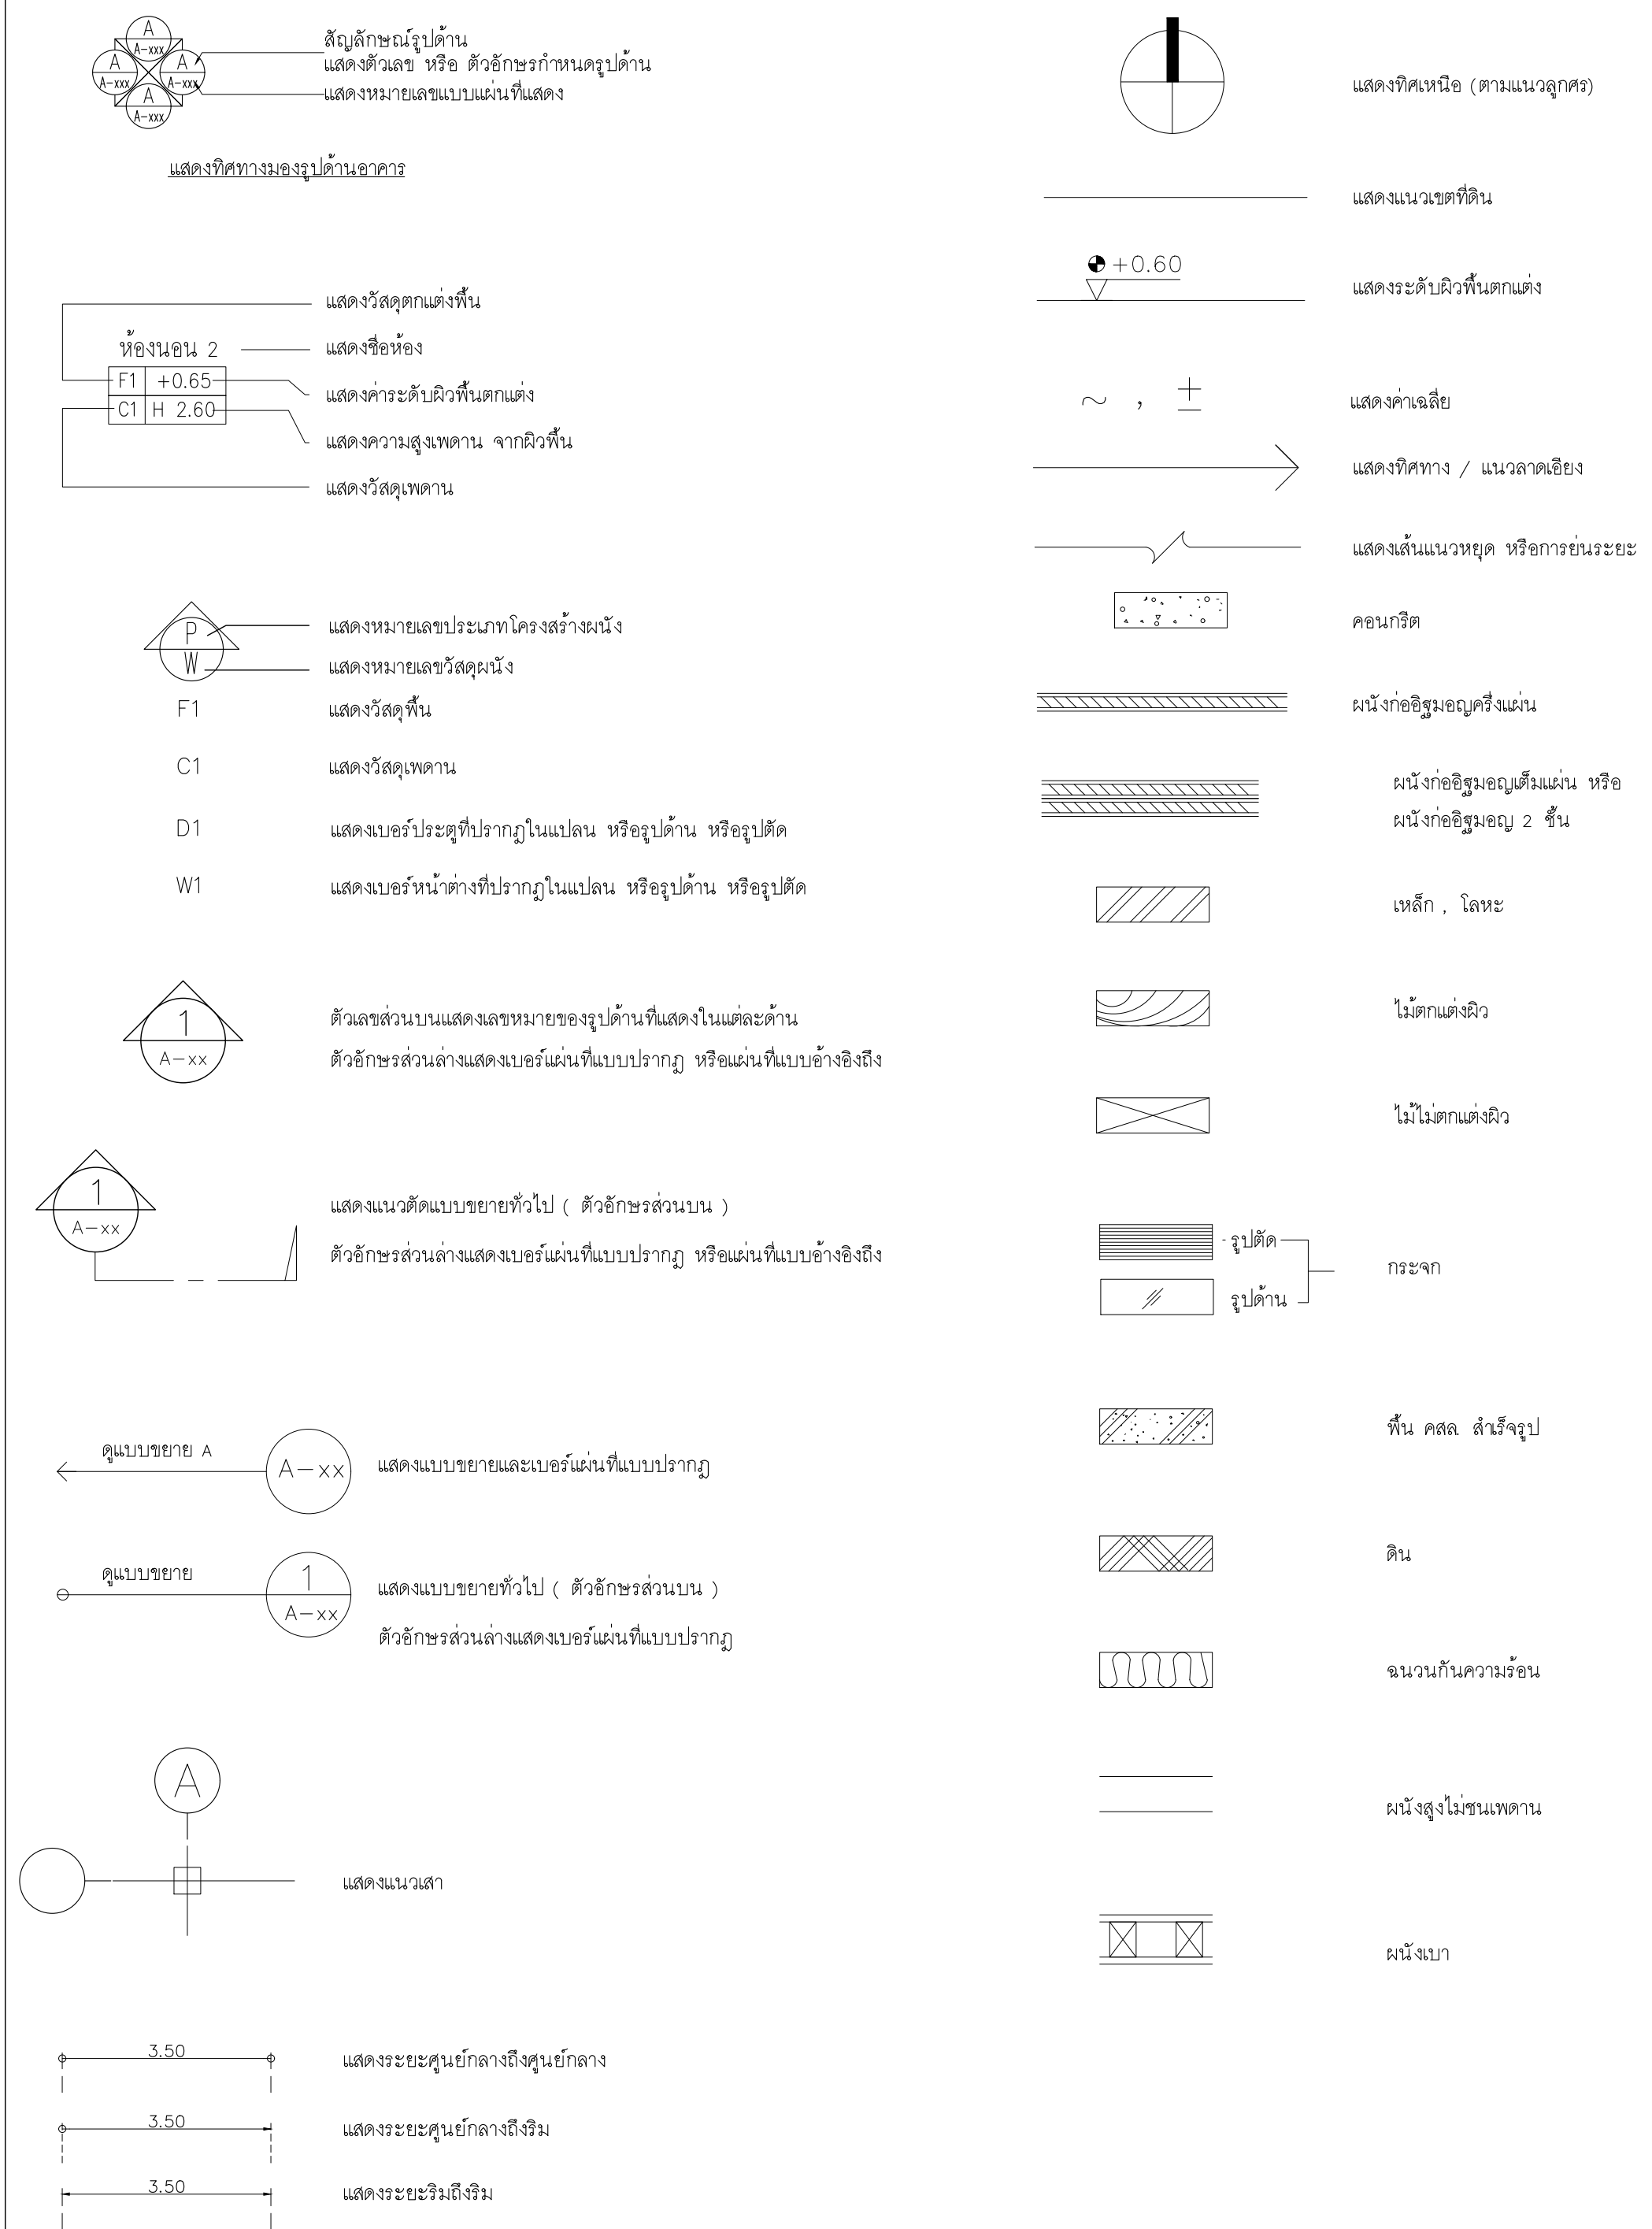 A
A-xxx
A
A-xxx
A
A-xxx
A
A-xxx
สัญลักษณ์รูปด้าน
แสดงตัวเลข หรือ ตัวอักษรกำหนดรูปด้าน
แสดงหมายเลขแบบแผ่นที่แสดง
แสดงทิศทางมองรูปด้านอาคาร
แสดงวัสดุตกแต่งพื้น
ห้องนอน 2
แสดงชื่อห้อง
F1 +0.65
แสดงค่าระดับผิวพื้นตกแต่ง
C1 H 2.60
แสดงความสูงเพดาน จากผิวพื้น
แสดงวัสดุเพดาน
P
แสดงหมายเลขประเภทโครงสร้างผนัง
W
แสดงหมายเลขวัสดุผนัง
F1
แสดงวัสดุพื้น
C1
แสดงวัสดุเพดาน
D1
แสดงเบอร์ประตูที่ปรากฏในแปลน หรือรูปด้าน หรือรูปตัด
W1
แสดงเบอร์หน้าต่างที่ปรากฏในแปลน หรือรูปด้าน หรือรูปตัด
1
A-xx
ตัวเลขส่วนบนแสดงเลขหมายของรูปด้านที่แสดงในแต่ละด้าน
ตัวอักษรส่วนล่างแสดงเบอร์แผ่นที่แบบปรากฏ หรือแผ่นที่แบบอ้างอิงถึง
1
A-xx
แสดงแนวตัดแบบขยายทั่วไป ( ตัวอักษรส่วนบน )
ตัวอักษรส่วนล่างแสดงเบอร์แผ่นที่แบบปรากฏ หรือแผ่นที่แบบอ้างอิงถึง
ดูแบบขยาย A
A-xx
แสดงแบบขยายและเบอร์แผ่นที่แบบปรากฏ
ดูแบบขยาย
1
A-xx
แสดงแบบขยายทั่วไป ( ตัวอักษรส่วนบน )
ตัวอักษรส่วนล่างแสดงเบอร์แผ่นที่แบบปรากฏ
A
แสดงแนวเสา
3.50
แสดงระยะศูนย์กลางถึงศูนย์กลาง
3.50
แสดงระยะศูนย์กลางถึงริม
3.50
แสดงระยะริมถึงริม
แสดงทิศเหนือ (ตามแนวลูกศร)
แสดงแนวเขตที่ดิน
+0.60
แสดงระดับผิวพื้นตกแต่ง
~ , ±
แสดงค่าเฉลี่ย
แสดงทิศทาง / แนวลาดเอียง
แสดงเส้นแนวหยุด หรือการย่นระยะ
คอนกรีต
ผนังก่ออิฐมอญครึ่งแผ่น
ผนังก่ออิฐมอญเต็มแผ่น หรือ
ผนังก่ออิฐมอญ 2 ชั้น
เหล็ก , โลหะ
ไม้ตกแต่งผิว
ไม้ไม่ตกแต่งผิว
รูปตัด
กระจก
รูปด้าน
พื้น คสล. สำเร็จรูป
ดิน
ฉนวนกันความร้อน
ผนังสูงไม่ชนเพดาน
ผนังเบา